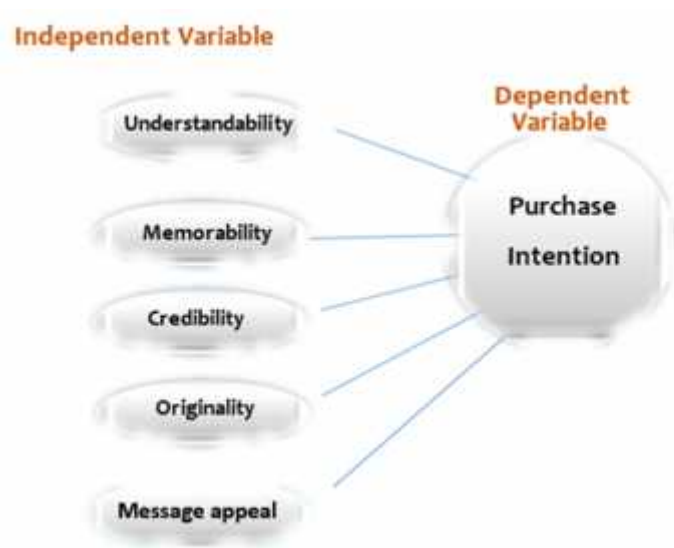 Independent Variable
Understandability
Memorability
Credibility
Originality
Message appeal
Dependent
Variable
Purchase
Intention